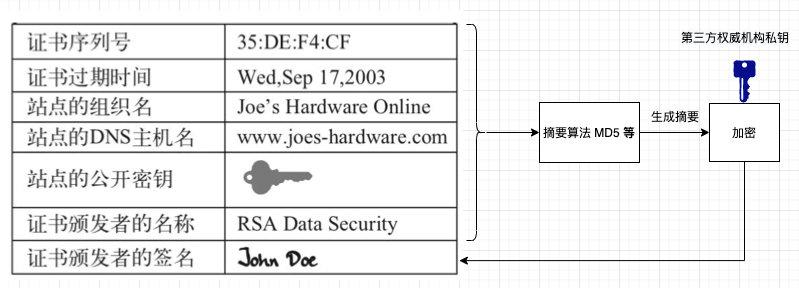 证书序列号 35:DE:F4:CF
证书过期时间 Wed,Sep 17,2003
站点的组织名 Joe's Hardware Online
站点的DNS主机名 www.joes-hardware.com
站点的公开密钥
证书颁发者的名称 RSA Data Security
证书颁发者的签名 John Doe
摘要算法 MD5 等
生成摘要
第三方权威机构私钥
加密